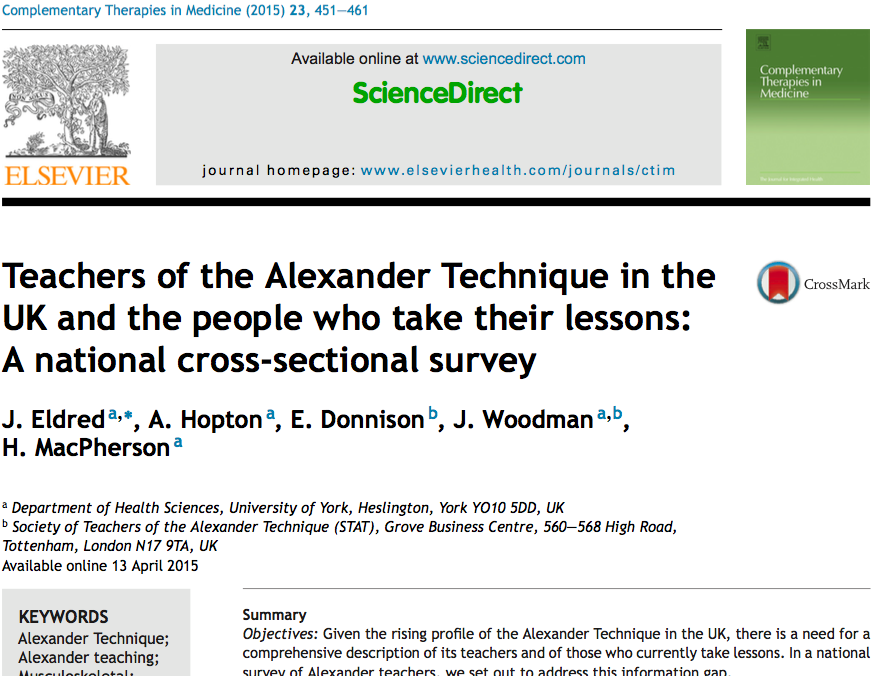 Complementary Therapies in Medicine (2015) 23, 451—461
Available online at www.sciencedirect.com
ScienceDirect
journal homepage: www.elsevierhealth.com/journals/ctim
ELSEVIER
Complementary
Therapies in
Medicine
Teachers of the Alexander Technique in the
UK and the people who take their lessons:
A national cross-sectional survey
CrossMark
J. Eldred a,*, A. Hopton a, E. Donnison b, J. Woodman a,b,
H. MacPherson a
a Department of Health Sciences, University of York, Heslington, York YO10 5DD, UK
b Society of Teachers of the Alexander Technique (STAT), Grove Business Centre, 560—568 High Road,
Tottenham, London N17 9TA, UK
Available online 13 April 2015
KEYWORDS
Alexander Technique;
Alexander teaching;
Musculoskeletal;
Summary
Objectives: Given the rising profile of the Alexander Technique in the UK, there is a need for a
comprehensive description of its teachers and of those who currently take lessons. In a national
survey of Alexander teachers, we set out to address this information gap.